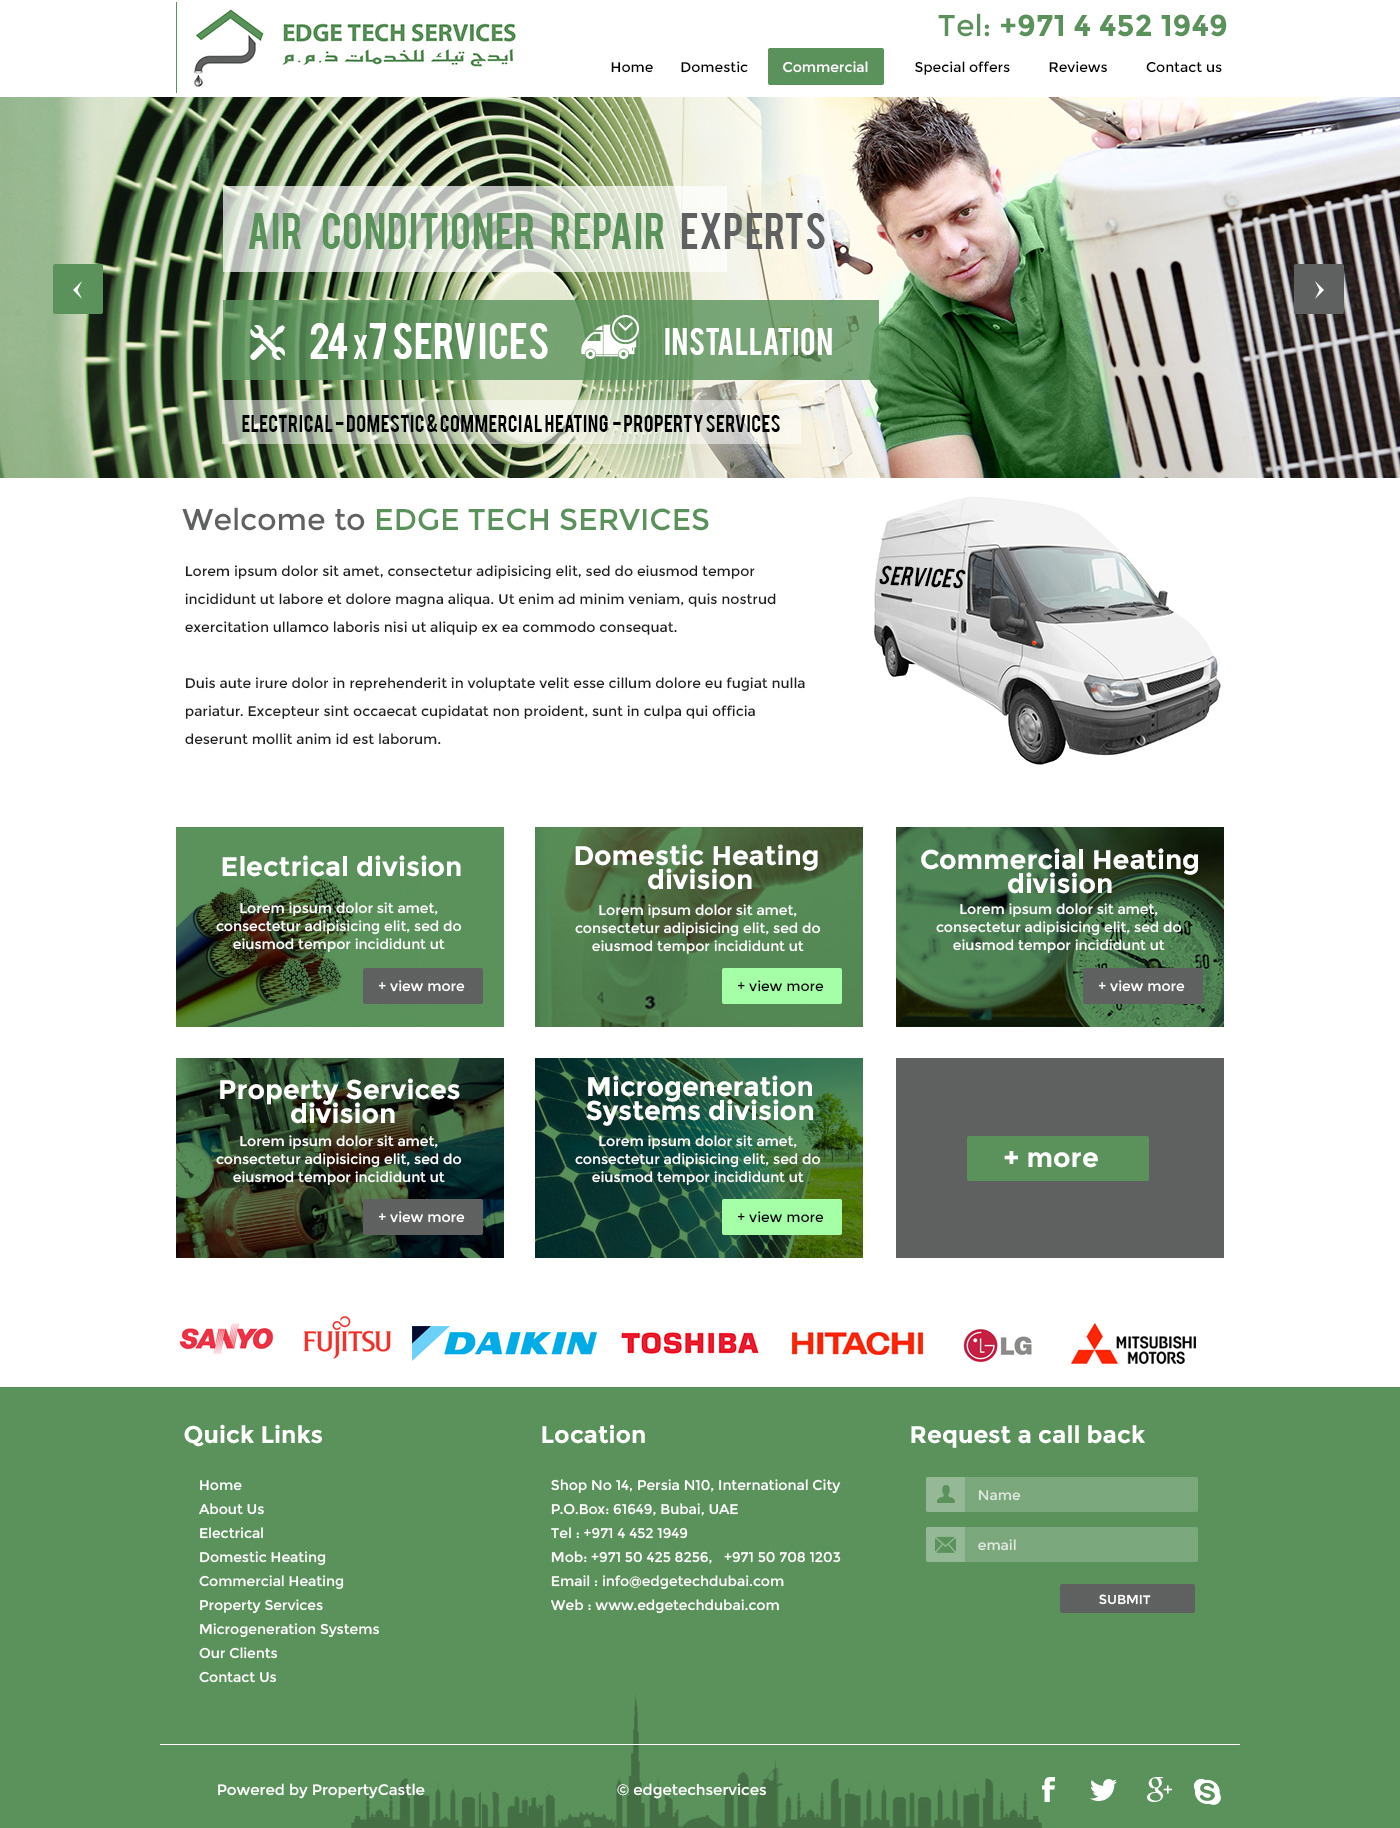 EDGE TECH SERVICES
ايدج تيك للخدمات ذ.م.م
Tel: +971 4 452 1949
Home Domestic Commercial Special offers Reviews Contact us
AIR CONDITIONER REPAIR EXPERTS
24 x7 SERVICES INSTALLATION
ELECTRICAL - DOMESTIC & COMMERCIAL HEATING - PROPERTY SERVICES
Welcome to EDGE TECH SERVICES
Lorem ipsum dolor sit amet, consectetur adipisicing elit, sed do eiusmod tempor
incididunt ut labore et dolore magna aliqua. Ut enim ad minim veniam, quis nostrud
exercitation ullamco laboris nisi ut aliquip ex ea commodo consequat.
Duis aute irure dolor in reprehenderit in voluptate velit esse cillum dolore eu fugiat nulla
pariatur. Excepteur sint occaecat cupidatat non proident, sunt in culpa qui officia
deserunt mollit anim id est laborum.
SERVICES
Electrical division
Lorem ipsum dolor sit amet,
consectetur adipisicing elit, sed do
eiusmod tempor incididunt ut
+ view more
Domestic Heating
division
Lorem ipsum dolor sit amet,
consectetur adipisicing elit, sed do
eiusmod tempor incididunt ut
4 3
+ view more
Commercial Heating
division
Lorem ipsum dolor sit amet,
consectetur adipisicing elit, sed do
eiusmod tempor incididunt ut
+ view more
Property Services
division
Lorem ipsum dolor sit amet,
consectetur adipisicing elit, sed do
eiusmod tempor incididunt ut
+ view more
Microgeneration
Systems division
Lorem ipsum dolor sit amet,
consectetur adipisicing elit, sed do
eiusmod tempor incididunt ut
+ view more
+ more
SANYO FUJITSU DAIKIN TOSHIBA HITACHI LG MITSUBISHI
MOTORS
Quick Links
Home
About Us
Electrical
Domestic Heating
Commercial Heating
Property Services
Microgeneration Systems
Our Clients
Contact Us
Location
Shop No 14, Persia N10, International City
P.O.Box: 61649, Bubai, UAE
Tel : +971 4 452 1949
Mob: +971 50 425 8256, +971 50 708 1203
Email : info@edgetechdubai.com
Web : www.edgetechdubai.com
Request a call back
Name
email
SUBMIT
Powered by PropertyCastle
© edgetechservices